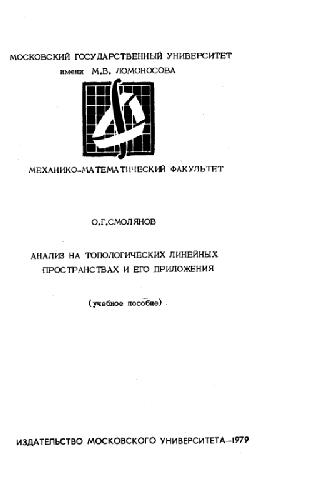 МОСКОВСКИЙ ГОСУДАРСТВЕННЫЙ УНИВЕРСИТЕТ
имени М.В. ЛОМОНОСОВА
МЕХАНИКО-МАТЕМАТИЧЕСКИЙ ФАКУЛЬТЕТ
О.Г.СМОЛЯНОВ
АНАЛИЗ НА ТОПОЛОГИЧЕСКИХ ЛИНЕЙНЫХ
ПРОСТРАНСТВАХ И ЕГО ПРИЛОЖЕНИЯ
(учебное пособие)
ИЗДАТЕЛЬСТВО МОСКОВСКОГО УНИВЕРСИТЕТА—1979